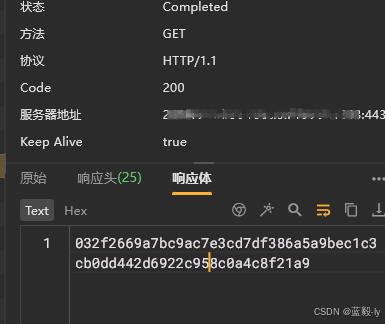 状态 Completed
方法 GET
协议 HTTP/1.1
Code 200
服务器地址 :443
Keep Alive true
原始 响应头(25) 响应体
Text Hex
1 032f2669a7bc9ac7e3cd7df386a5a9bec1c3
cb0dd442d6922c958c0a4c8f21a9
CSDN @蓝毅-ly